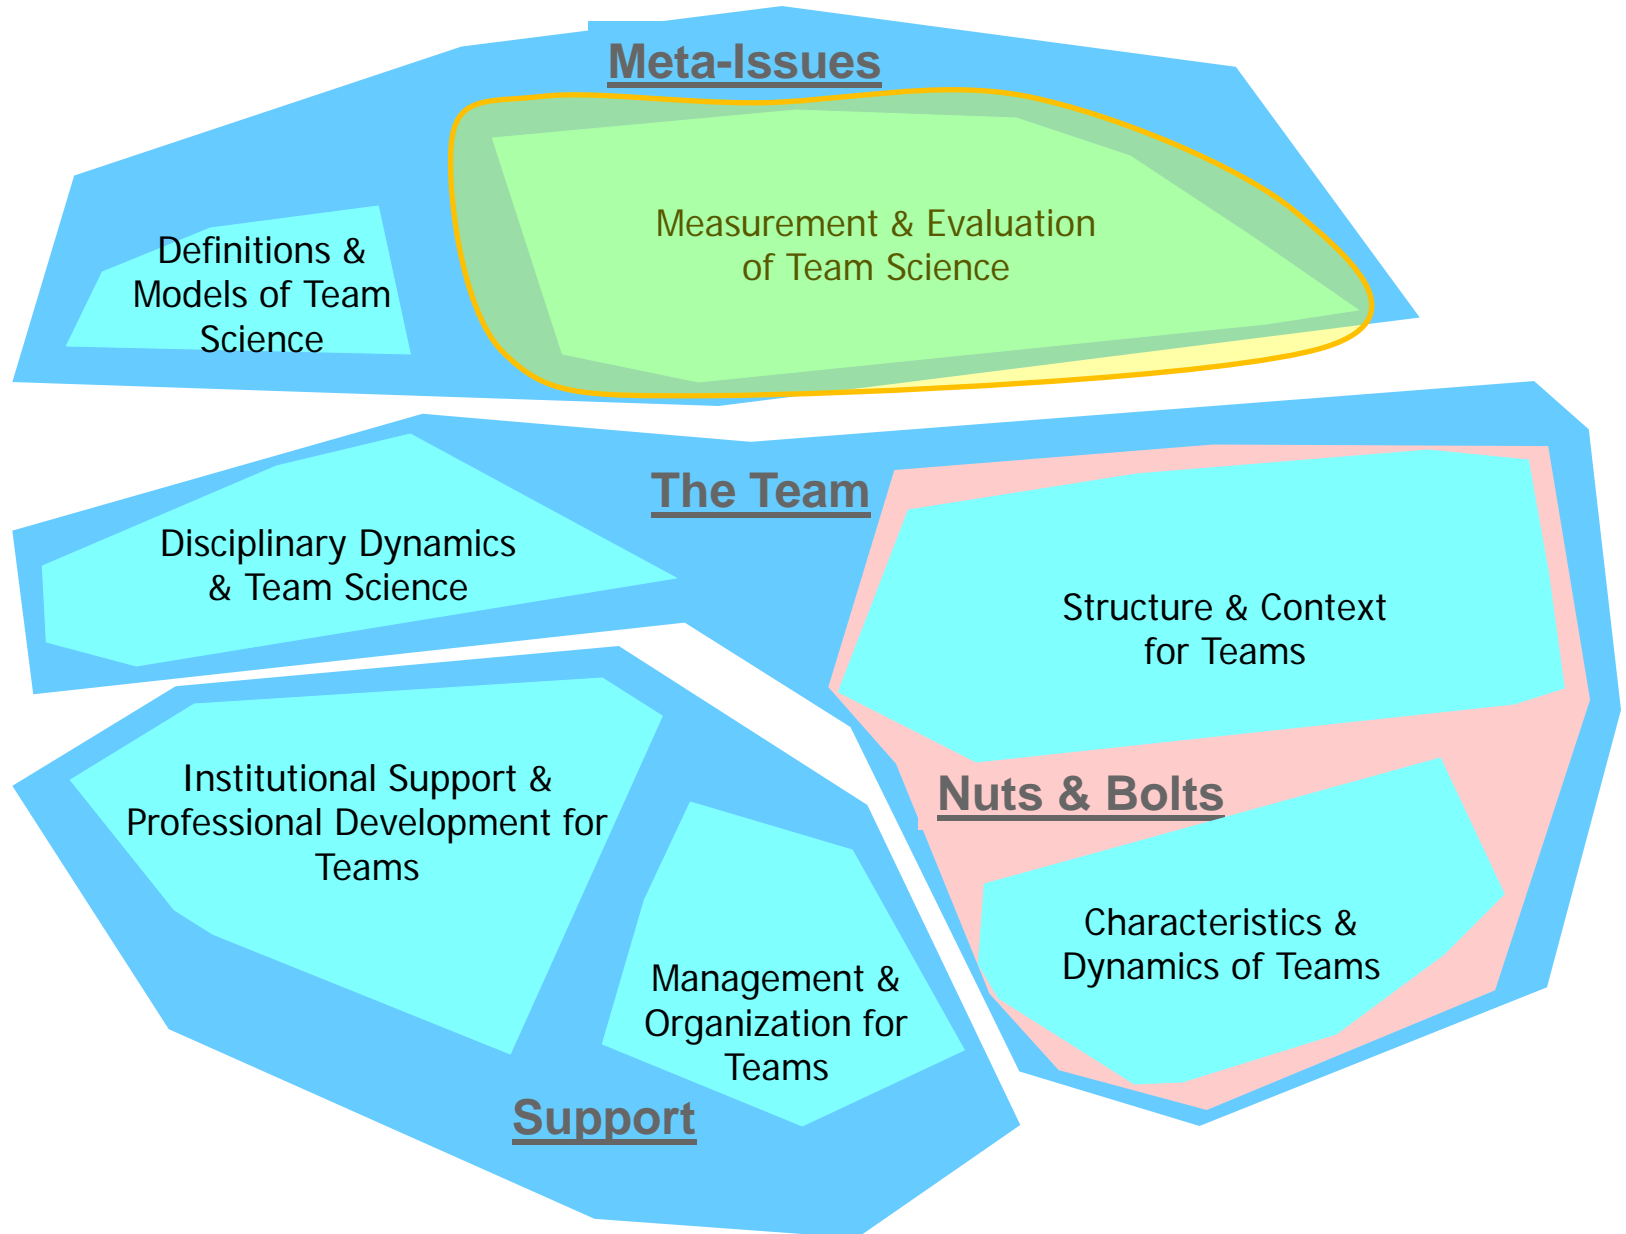 Meta-Issues
Measurement & Evaluation
of Team Science
Definitions &
Models of Team
Science
The Team
Disciplinary Dynamics
& Team Science
Structure & Context
for Teams
Nuts & Bolts
Characteristics &
Dynamics of Teams
Institutional Support &
Professional Development for
Teams
Management &
Organization for
Teams
Support